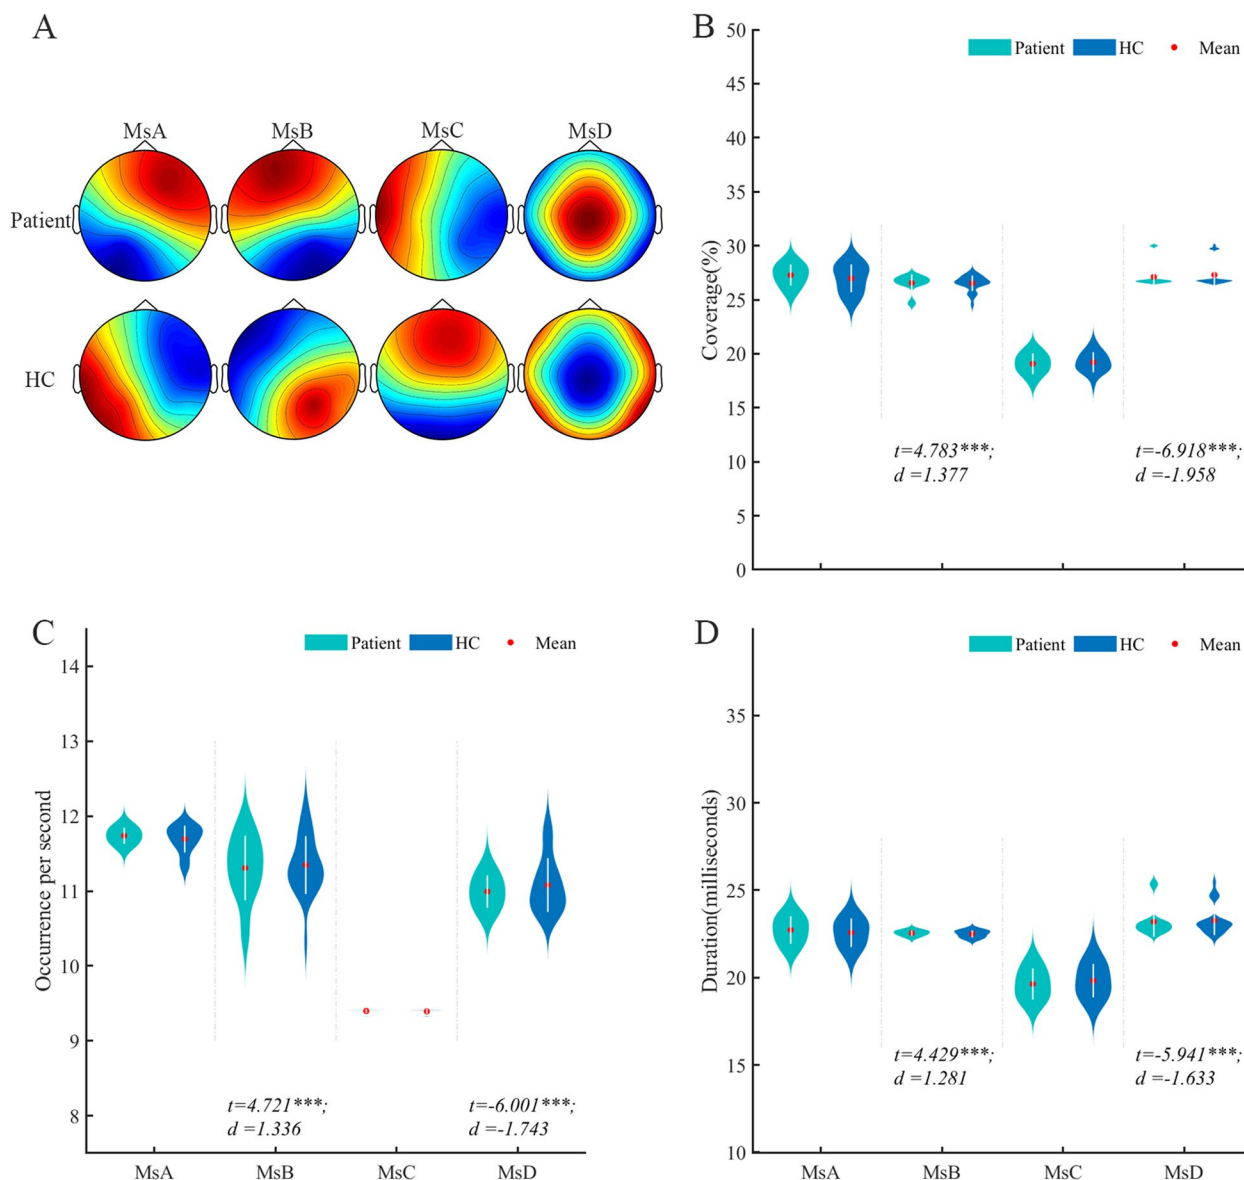 A
MsA MsB MsC MsD
Patient
HC
B
Patient HC Mean
Coverage(%)
50
45
40
35
30
25
20
15
10
5
0
t=4.783***;
d =1.377
t=-6.918***;
d =-1.958
C
Patient HC Mean
Occurrence per second
14
13
12
11
10
9
8
t=4.721***;
d =1.336
t=-6.001***;
d =-1.743
MsA MsB MsC MsD
D
Patient HC Mean
Duration(milliseconds)
35
30
25
20
15
10
t=4.429***;
d =1.281
t=-5.941***;
d =-1.633
MsA MsB MsC MsD